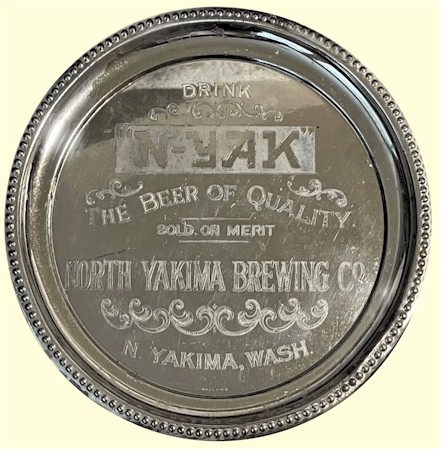 DRINK
"N-YAK"
THE BEER OF QUALITY
SOLD ON MERIT
NORTH YAKIMA BREWING CO.
N. YAKIMA, WASH.